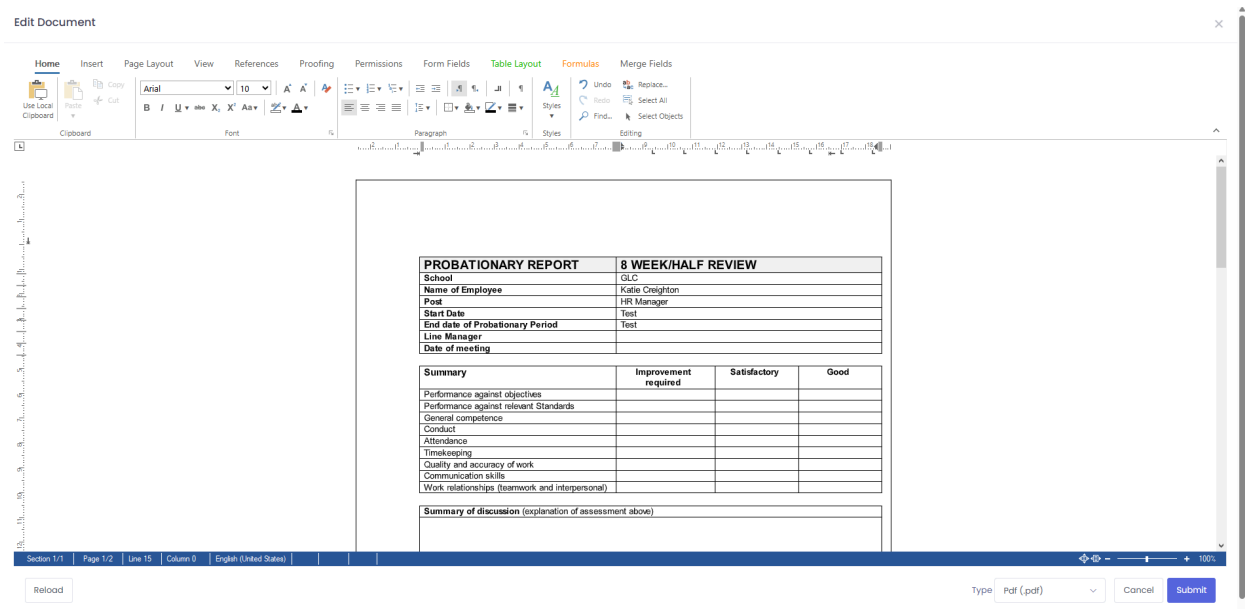 Edit Document
Home Insert Page Layout View References Proofing Permissions Form Fields Table Layout Formulas Merge Fields
Use Local Clipboard
Paste
Copy
Cut
Clipboard
Arial
10
B I U abc X₂ X² Aa A
Font
Paragraph
Styles
Styles
Undo
Redo
Find...
Replace...
Select All
Select Objects
Editing
PROBATIONARY REPORT 8 WEEK/HALF REVIEW
School GLC
Name of Employee Katie Creighton
Post HR Manager
Start Date Test
End date of Probationary Period Test
Line Manager
Date of meeting
Summary Improvement required Satisfactory Good
Performance against objectives
Performance against relevant Standards
General competence
Conduct
Attendance
Timekeeping
Quality and accuracy of work
Communication skills
Work relationships (teamwork and interpersonal)
Summary of discussion (explanation of assessment above)
Section 1/1 Page 1/2 Line 15 Column 0 English (United States) 100%
Reload Type Pdf (.pdf) Cancel Submit